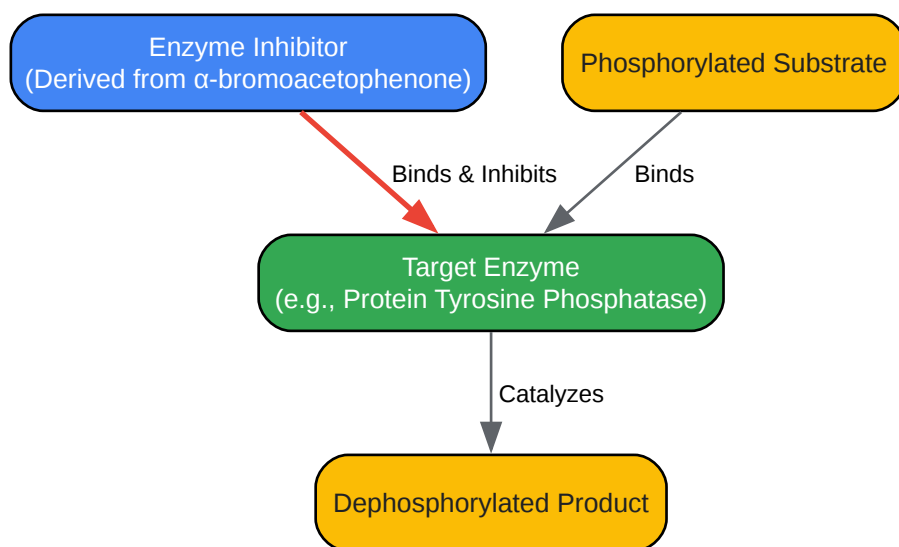 Enzyme Inhibitor
(Derived from α-bromoacetophenone)
Phosphorylated Substrate
Binds & Inhibits
Binds
Target Enzyme
(e.g., Protein Tyrosine Phosphatase)
Catalyzes
Dephosphorylated Product